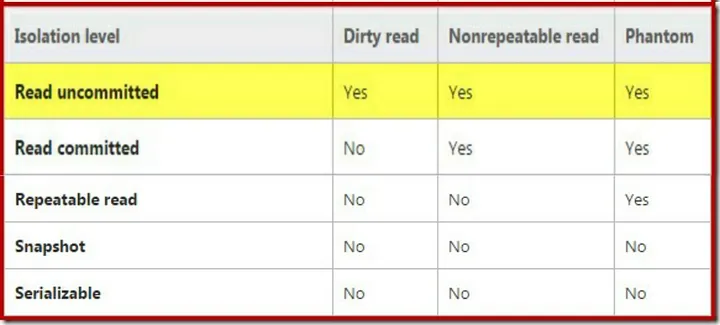 Isolation level Dirty read Nonrepeatable read Phantom
Read uncommitted Yes Yes Yes
Read committed No Yes Yes
Repeatable read No No Yes
Snapshot No No No
Serializable No No No